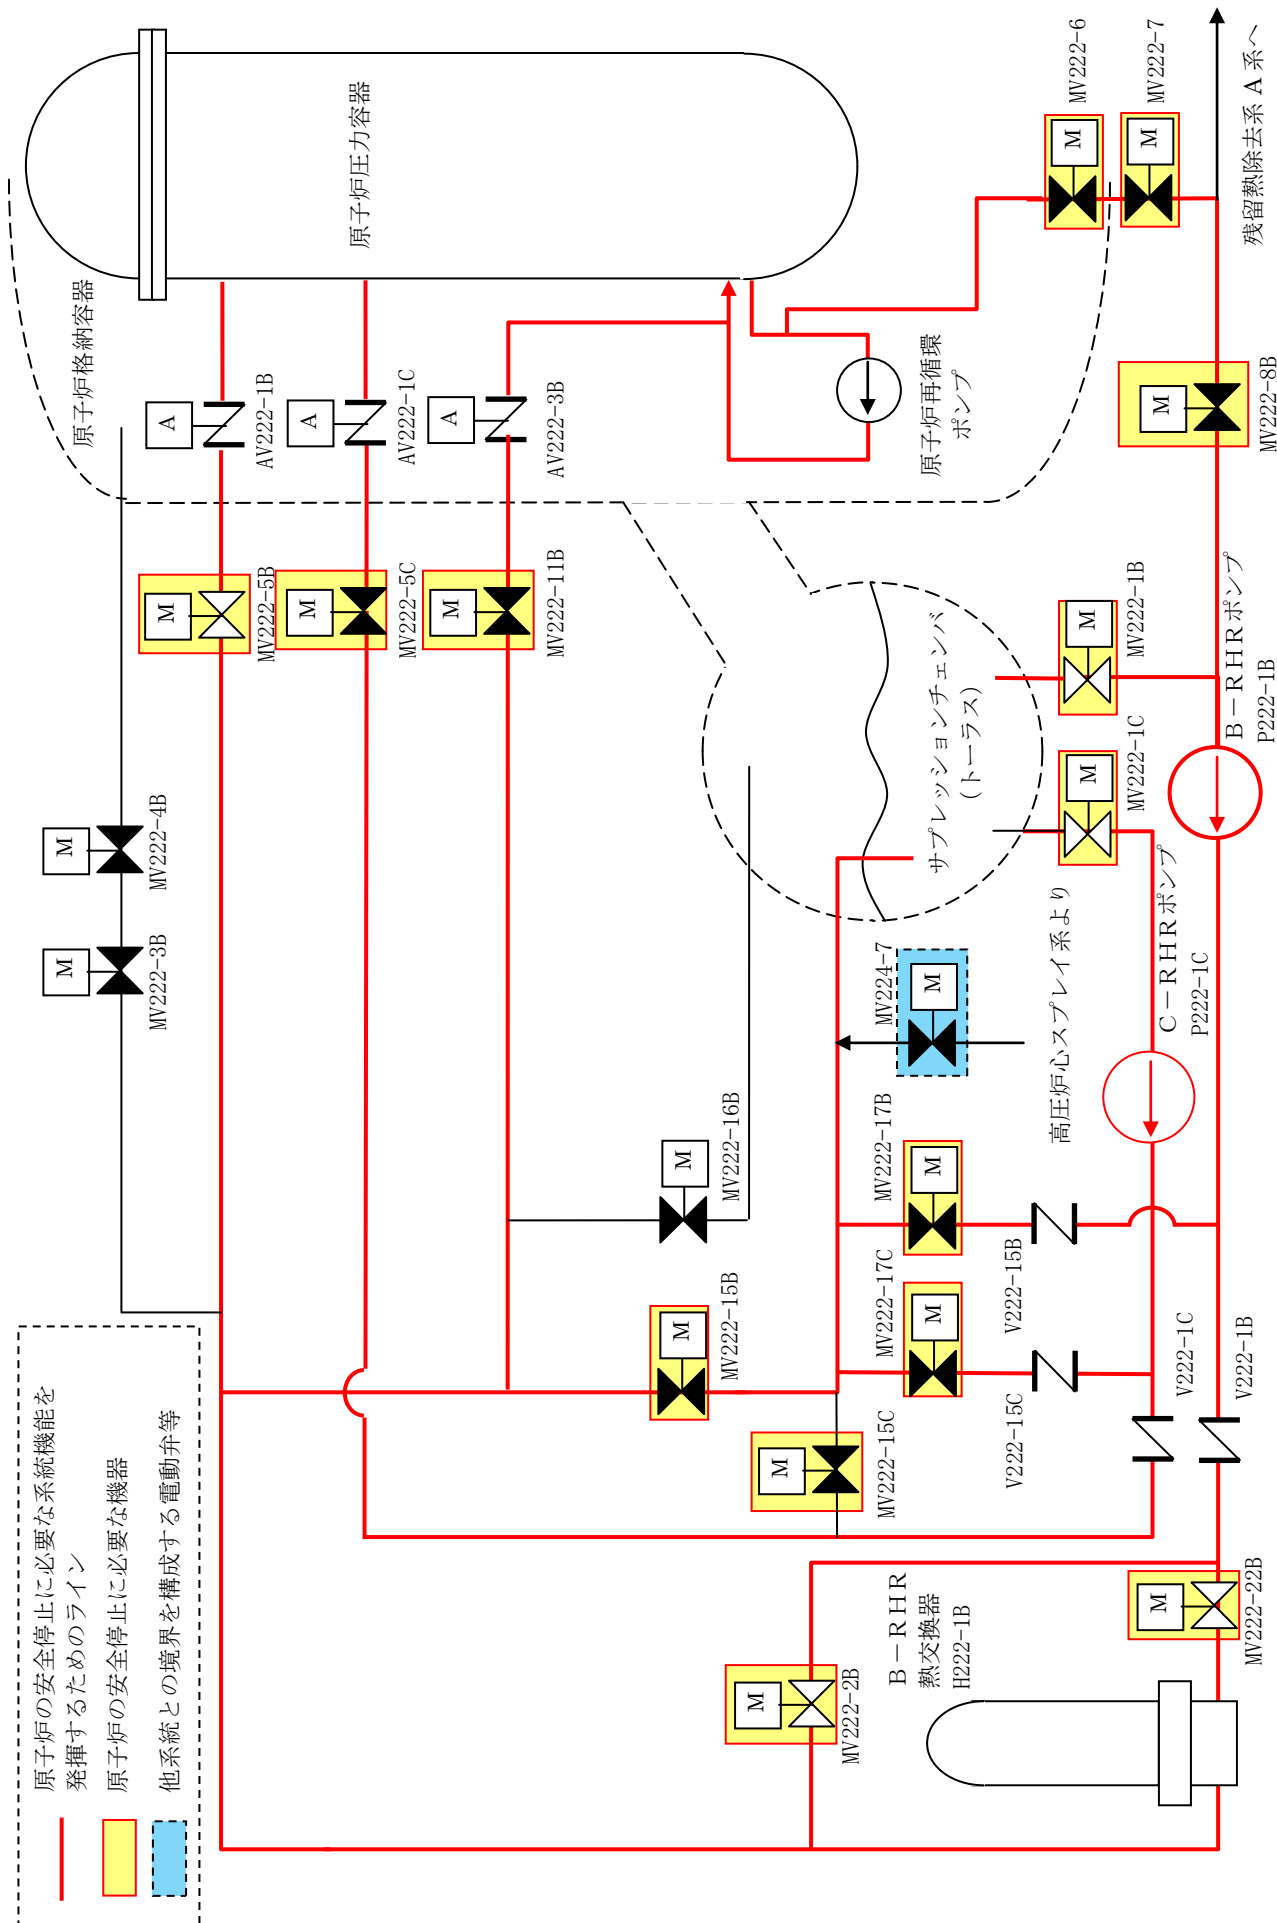 原子炉の安全停止に必要な系統機能を
発揮するためのライン
原子炉の安全停止に必要な機器
他系統との境界を構成する電動弁等
M
MV222-3B
M
MV222-4B
原子炉格納容器
原子炉圧力容器
M
MV222-5B
A
AV222-1B
M
MV222-5C
A
AV222-1C
M
MV222-11B
A
AV222-3B
原子炉再循環
ポンプ
M
MV222-6
M
MV222-7
残留熱除去系 A 系へ
M
MV222-8B
M
MV222-16B
M
MV222-15B
M
MV222-15C
M
MV222-17C
M
MV222-17B
M
MV224-7
高圧炉心スプレイ系より
サプレッションチェンバ
(トーラス)
M
MV222-1C
M
MV222-1B
B-RHRポンプ
P222-1B
C-RHRポンプ
P222-1C
V222-15C
V222-15B
V222-1C
V222-1B
M
MV222-2B
B-RHR
熱交換器
H222-1B
M
MV222-22B